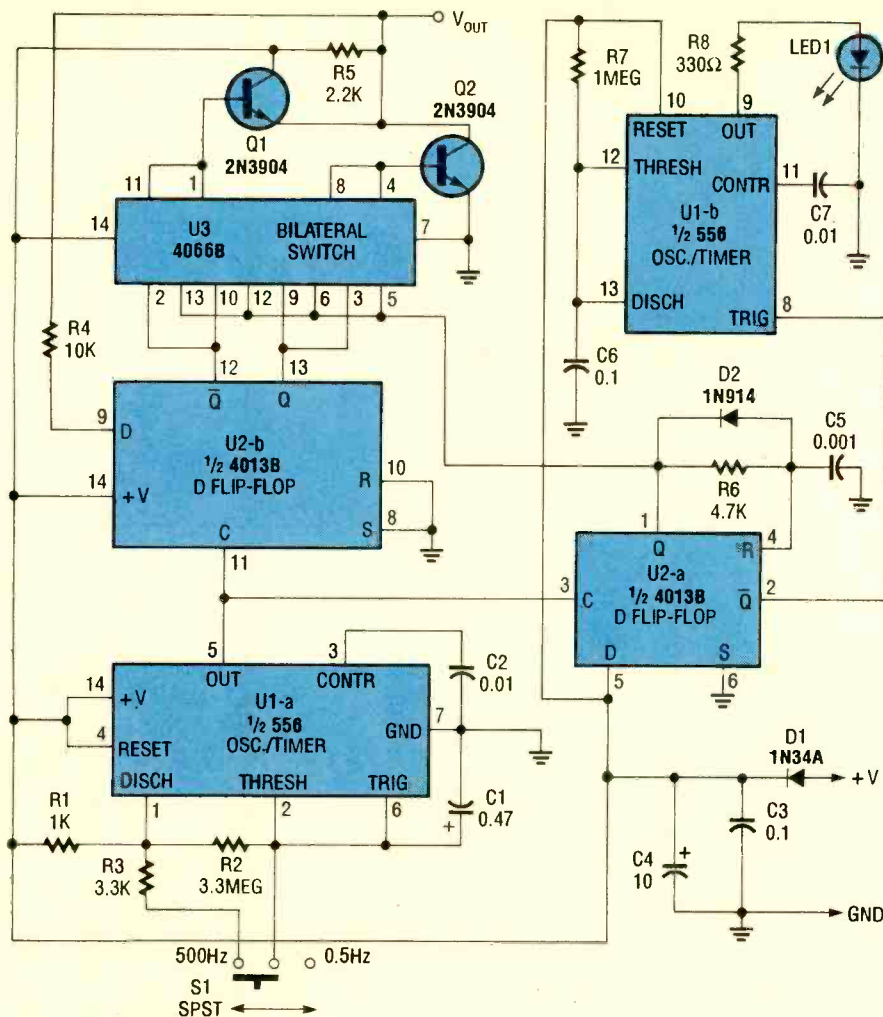 V_OUT
R5
2.2K
Q1
2N3904
Q2
2N3904
11
1
8
4
14
U3
4066B
BILATERAL
SWITCH
7
2
13
10
12
9
6
3
5
R4
10K
12
13
Q̅
Q
9
D
U2-b
1/2 4013B
D FLIP-FLOP
14
+V
R
10
S
8
C
11
5
3
OUT
CONTR
C2
0.01
14
+V
U1-a
1/2 556
OSC./TIMER
GND
7
4
RESET
DISCH
THRESH
TRIG
1
2
6
C1
0.47
+
R1
1K
R3
3.3K
R2
3.3MEG
500Hz
0.5Hz
S1
SPST
R7
1MEG
R8
330Ω
LED1
10
9
RESET
OUT
12
THRESH
CONTR
11
U1-b
1/2 556
OSC./TIMER
C7
0.01
13
DISCH
TRIG
8
C6
0.1
D2
1N914
C5
0.001
R6
4.7K
1
Q
R
4
3
C
U2-a
1/2 4013B
D FLIP-FLOP
Q̅
2
D
S
5
6
D1
1N34A
+V
C3
0.1
C4
10
+
GND